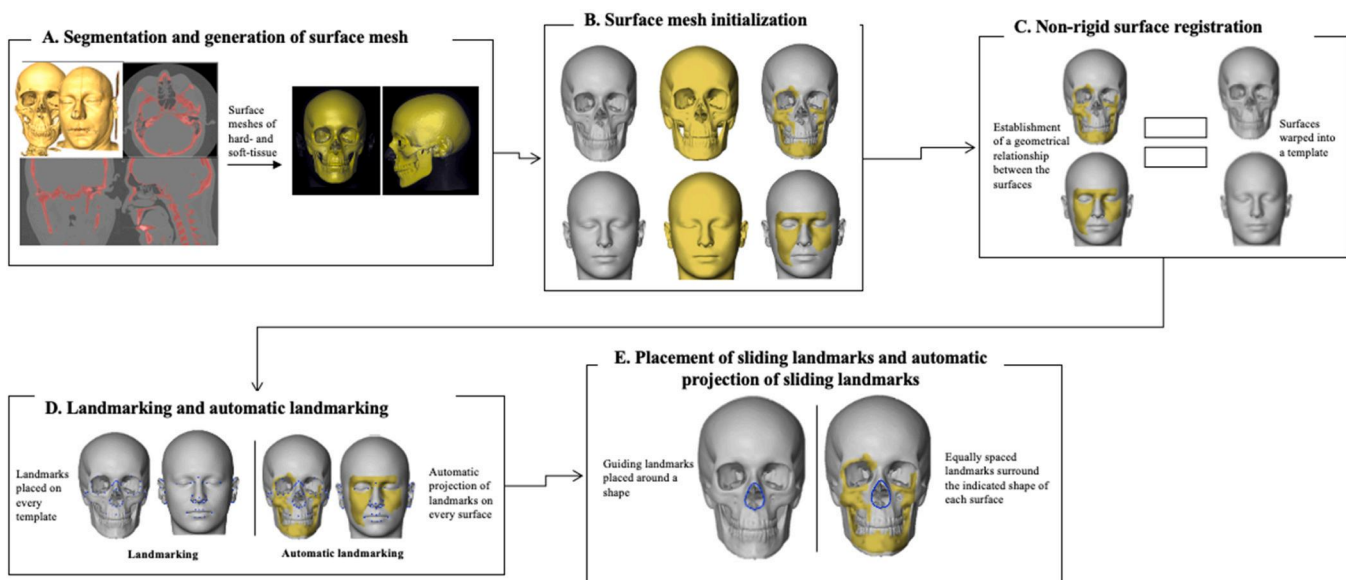 A. Segmentation and generation of surface mesh
Surface
meshes of
hard- and
soft-tissue
B. Surface mesh initialization
C. Non-rigid surface registration
Establishment
of a geometrical
relationship
between the
surfaces
Surfaces
warped into
a template
D. Landmarking and automatic landmarking
Landmarks
placed on
every
template
Landmarking
Automatic landmarking
Automatic
projection of
landmarks on
every surface
E. Placement of sliding landmarks and automatic
projection of sliding landmarks
Guiding landmarks
placed around a
shape
Equally spaced
landmarks surround
the indicated shape of
each surface